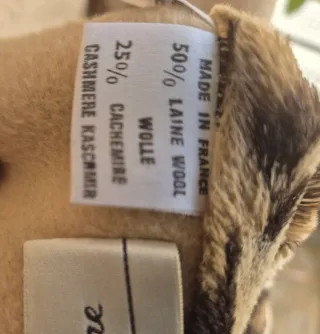 MADE IN FRANCE
50% LAINE WOOL
WOLLE
25% CACHEMIRE
CASHMERE KASCHMIR